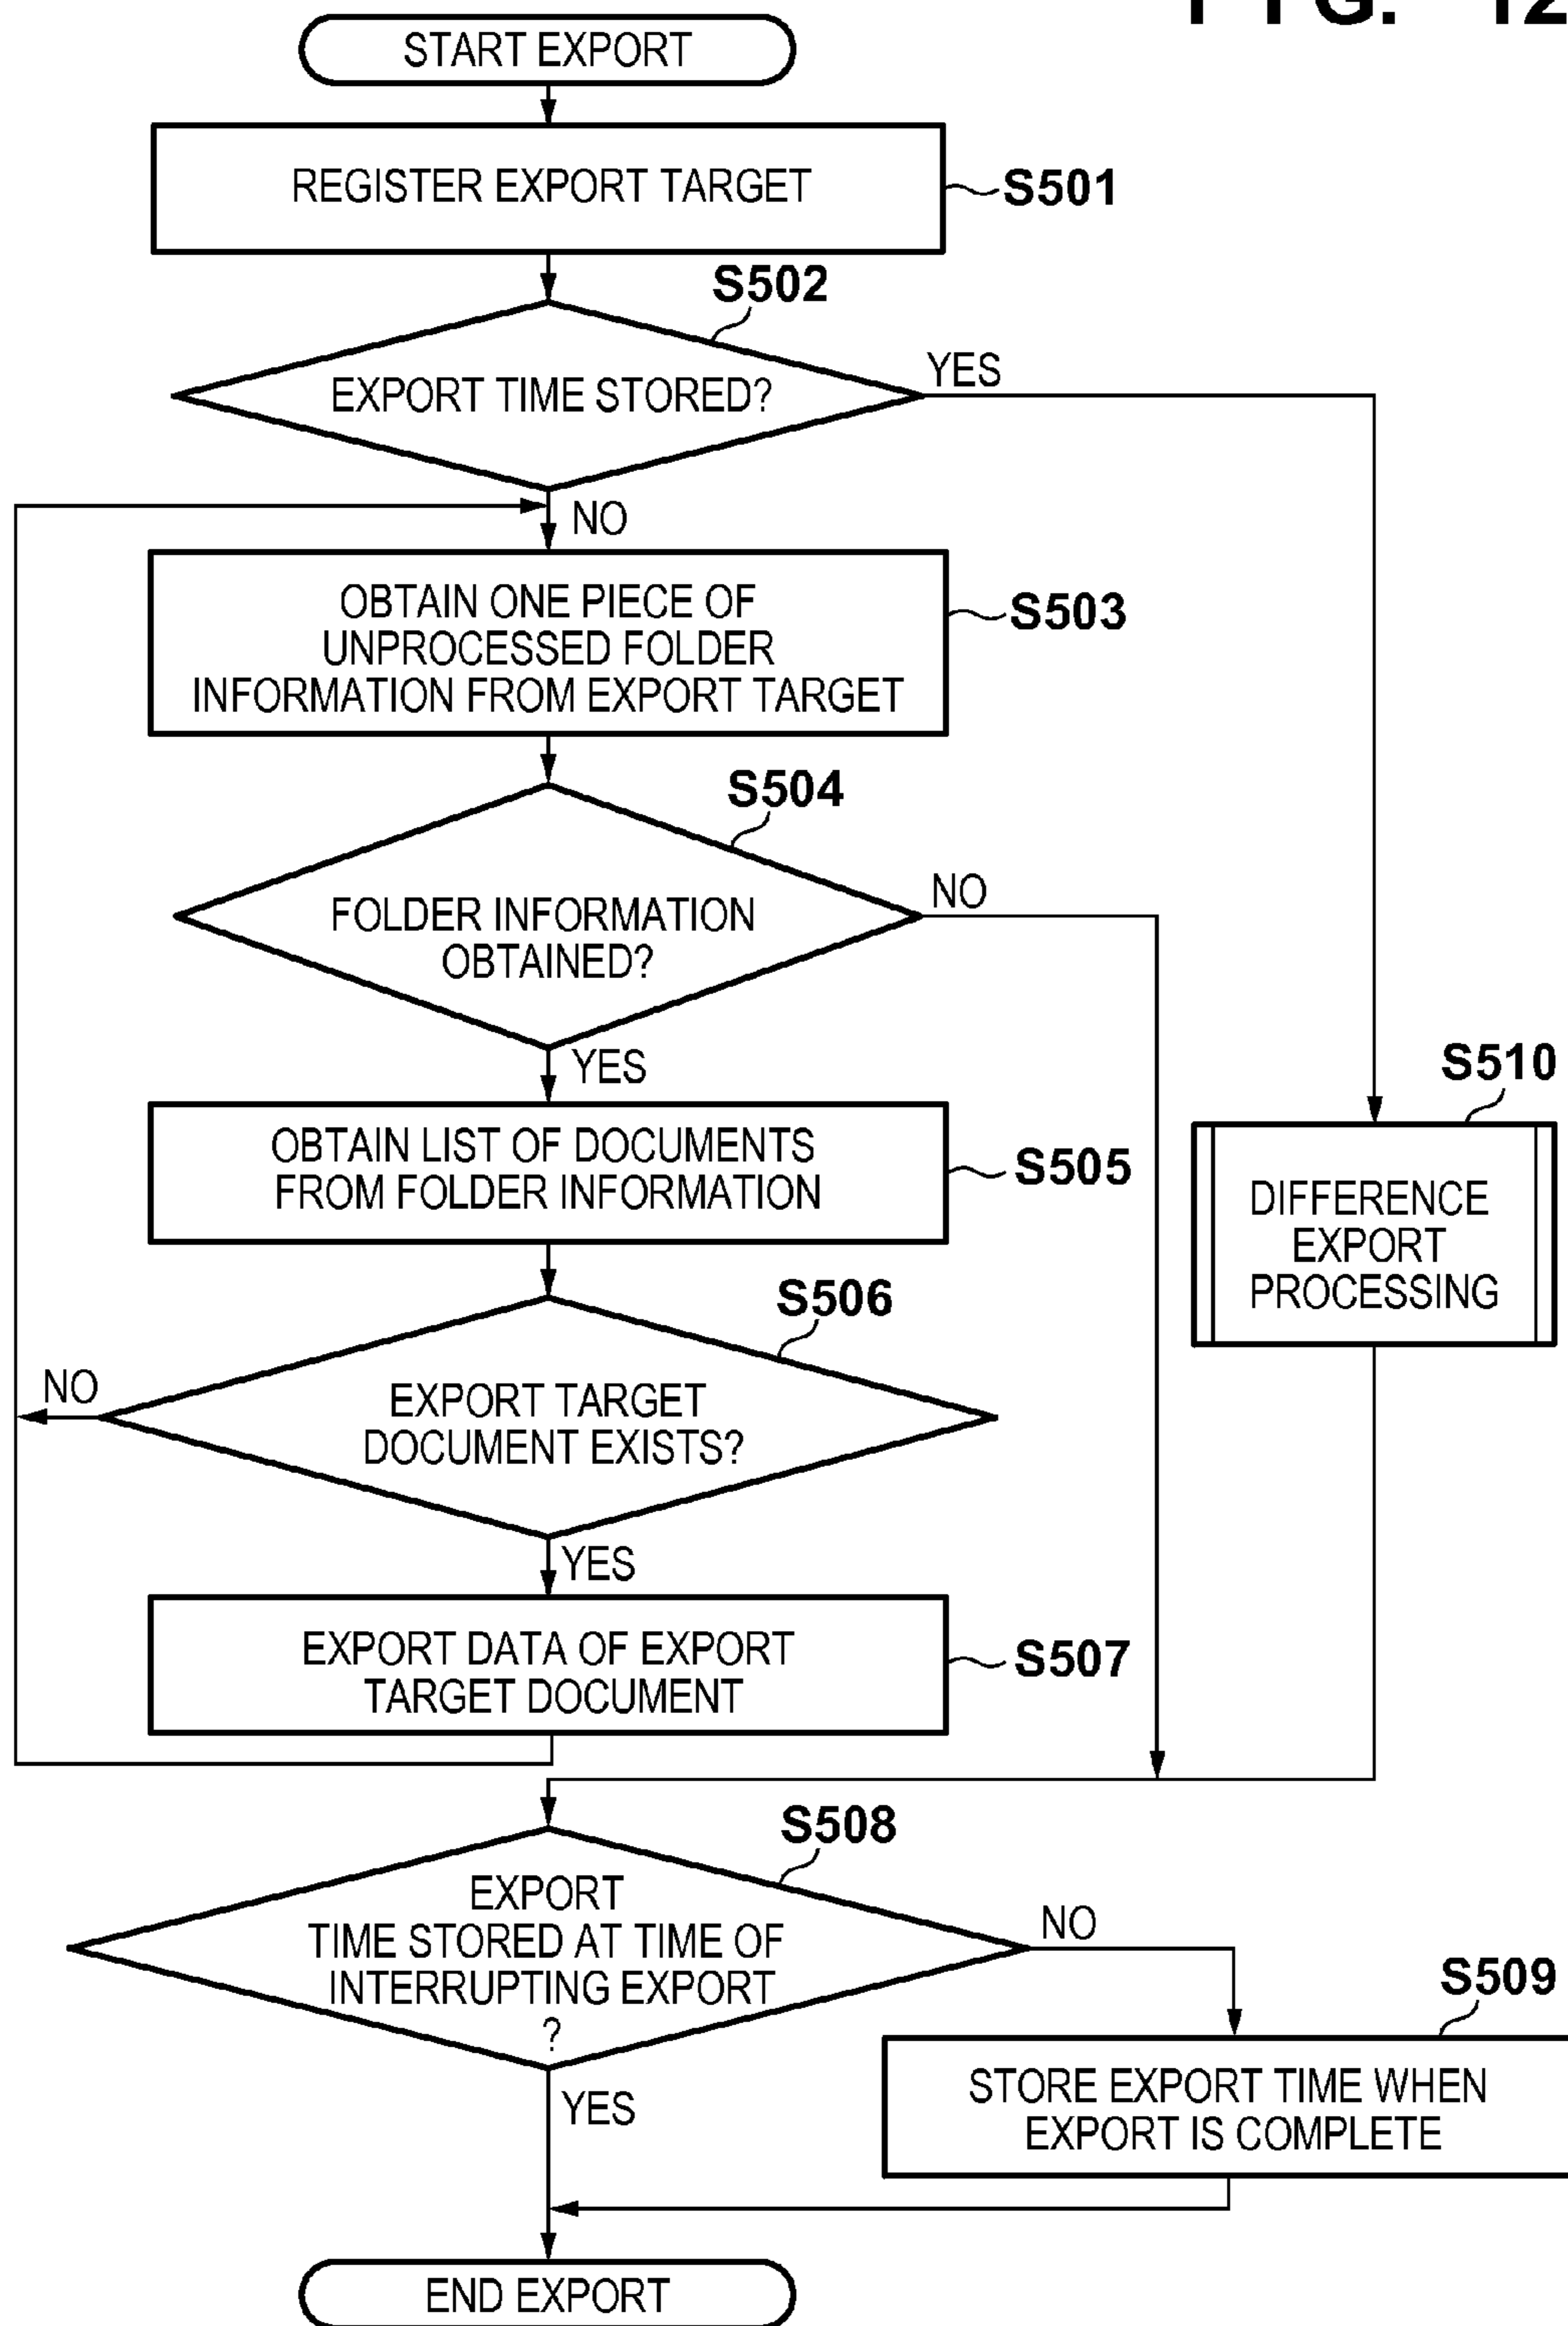 FIG. 12
START EXPORT
REGISTER EXPORT TARGET
S501
S502
EXPORT TIME STORED?
YES
NO
OBTAIN ONE PIECE OF
UNPROCESSED FOLDER
INFORMATION FROM EXPORT TARGET
S503
S504
FOLDER INFORMATION
OBTAINED?
NO
YES
OBTAIN LIST OF DOCUMENTS
FROM FOLDER INFORMATION
S505
S510
DIFFERENCE
EXPORT
PROCESSING
S506
EXPORT TARGET
DOCUMENT EXISTS?
NO
YES
EXPORT DATA OF EXPORT
TARGET DOCUMENT
S507
S508
EXPORT
TIME STORED AT TIME OF
INTERRUPTING EXPORT
?
NO
YES
S509
STORE EXPORT TIME WHEN
EXPORT IS COMPLETE
END EXPORT